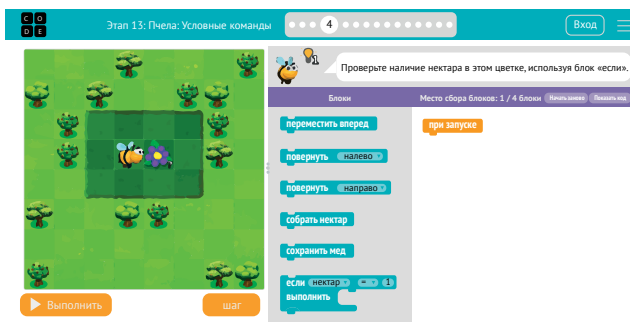 C O
D E
Этап 13: Пчела: Условные команды
4
Вход
1
Проверьте наличие нектара в этом цветке, используя блок «если».
Блоки
Место сбора блоков: 1 / 4 блоки
Начать заново
Показать код
переместить вперед
при запуске
повернуть налево
повернуть направо
собрать нектар
сохранить мед
если нектар = 1
выполнить
Выполнить
шаг